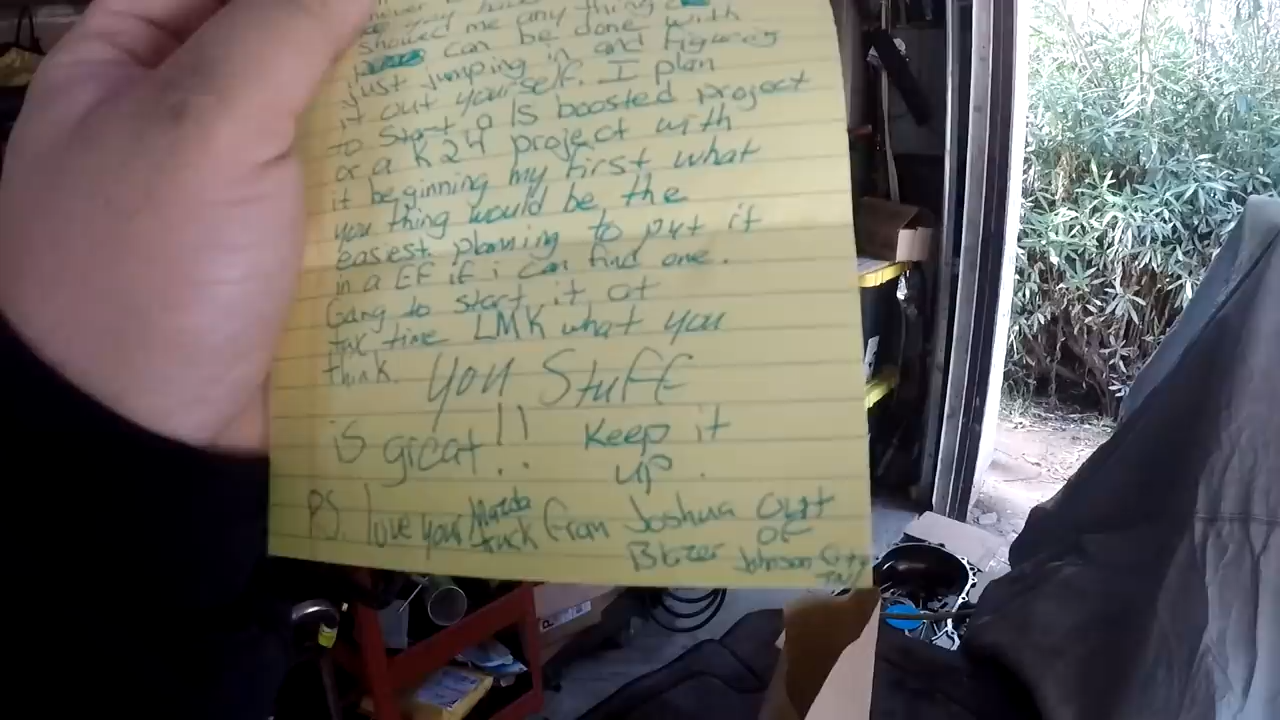 showed me any thing
can be done with
just jumping in and figuring
it out yourself. I plan
to start a IS boosted project
or a K24 project with
it beginning my first what
you thing would be the
easiest. planning to put it
in a EF if i can find one.
Gang to start it at
tax time LMK what you
think. You Stuff
is great!! Keep it
up.
PS. love your Mazda truck from Joshua Out
OF
Johnson City
TN